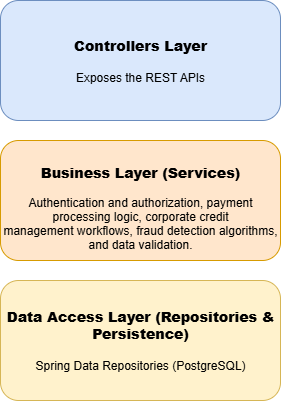 Controllers Layer
Exposes the REST APIs
Business Layer (Services)
Authentication and authorization, payment
processing logic, corporate credit
management workflows, fraud detection algorithms,
and data validation.
Data Access Layer (Repositories &
Persistence)
Spring Data Repositories (PostgreSQL)